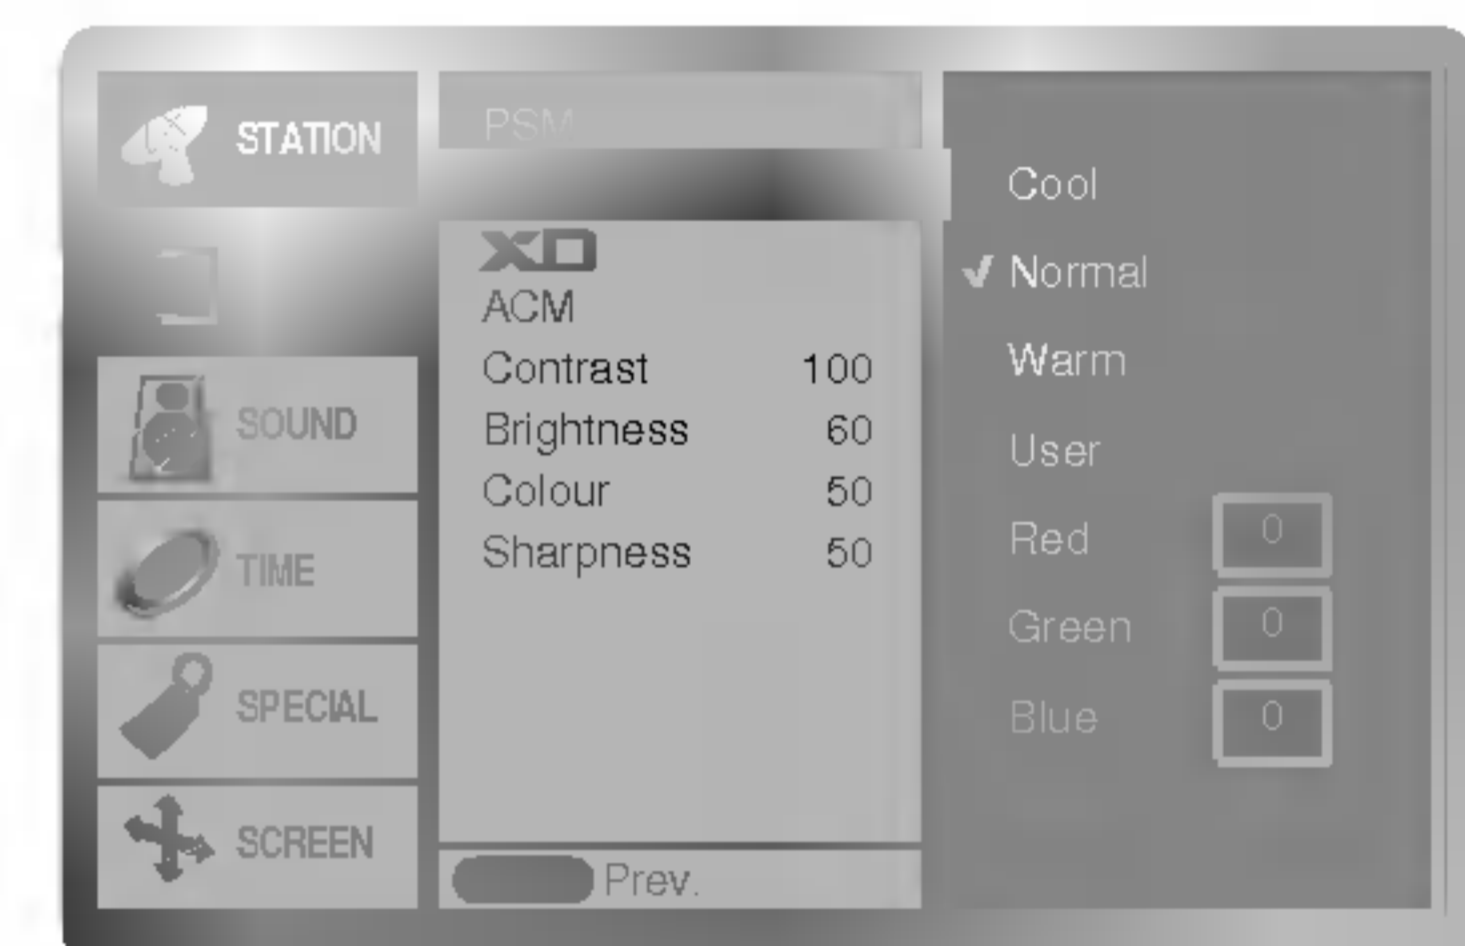 STATION
SOUND
TIME
SPECIAL
SCREEN
PSM
XD
ACM
Contrast 100
Brightness 60
Colour 50
Sharpness 50
Prev.
Cool
✓ Normal
Warm
User
Red 0
Green 0
Blue 0